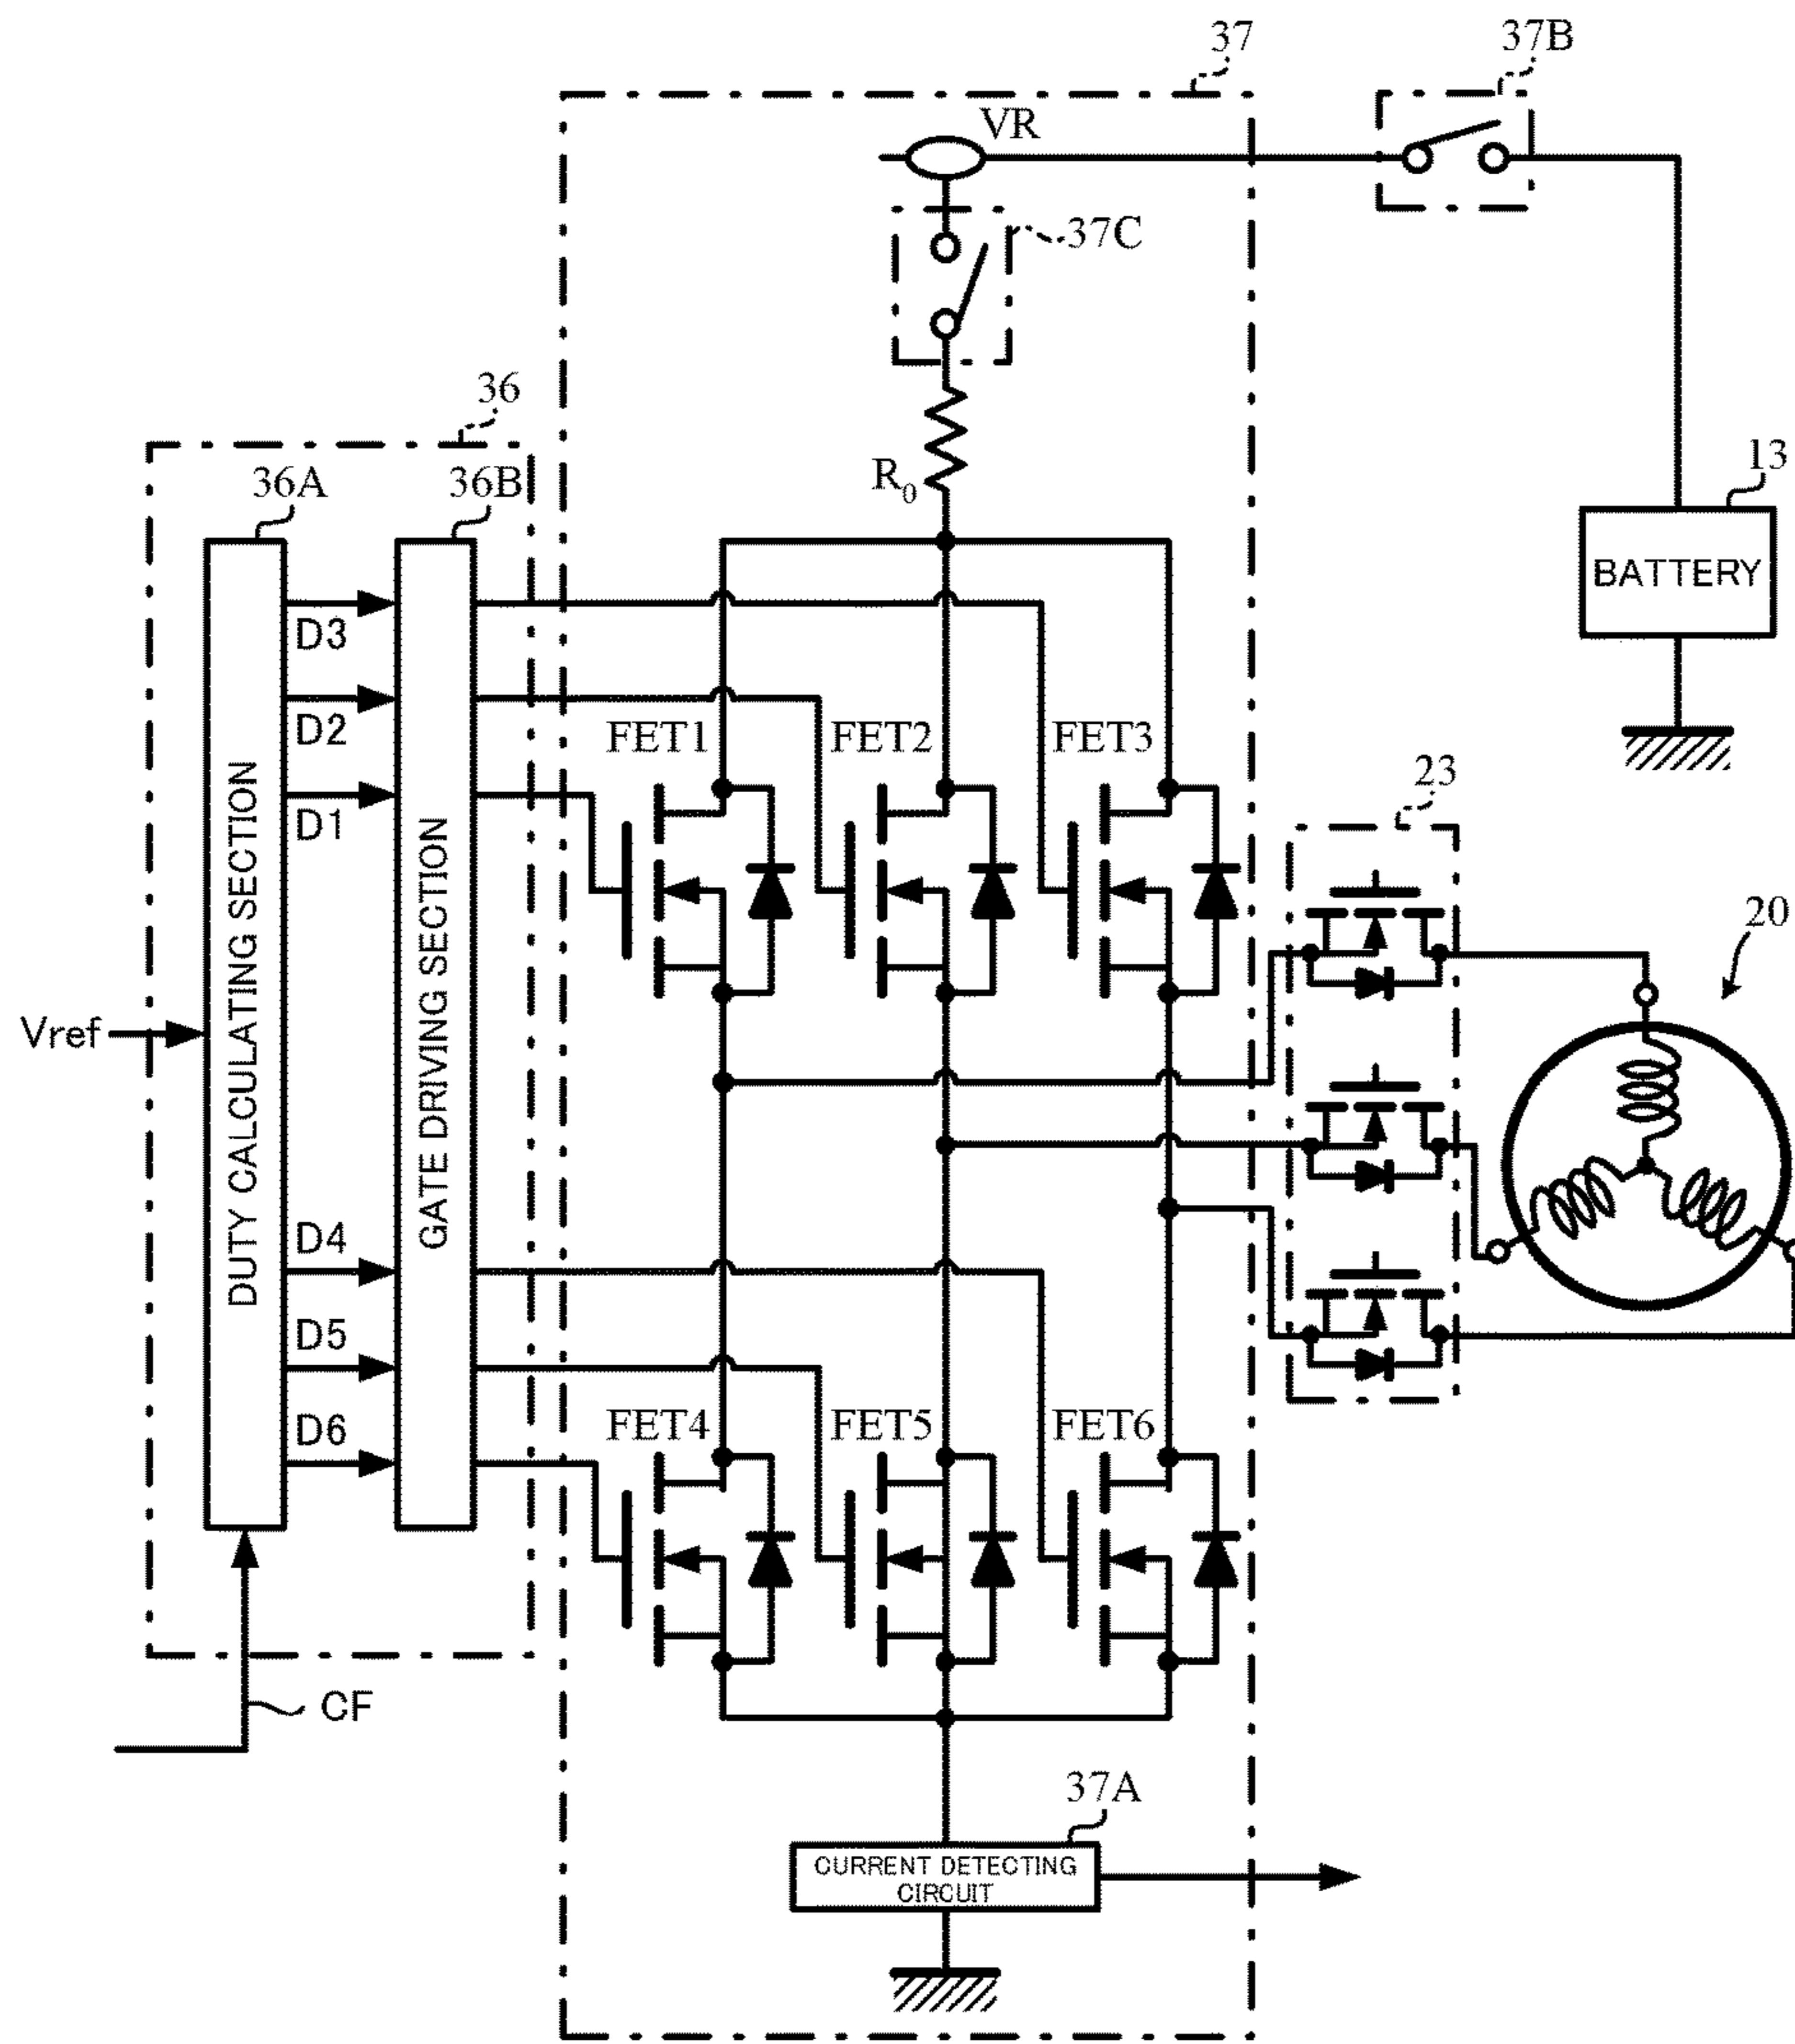 37
37B
VR
37C
36
R0
36A
36B
13
BATTERY
D3
D2
D1
FET1
FET2
FET3
23
20
DUTY CALCULATING SECTION
GATE DRIVING SECTION
Vref
D4
D5
D6
FET4
FET5
FET6
CF
37A
CURRENT DETECTING
CIRCUIT